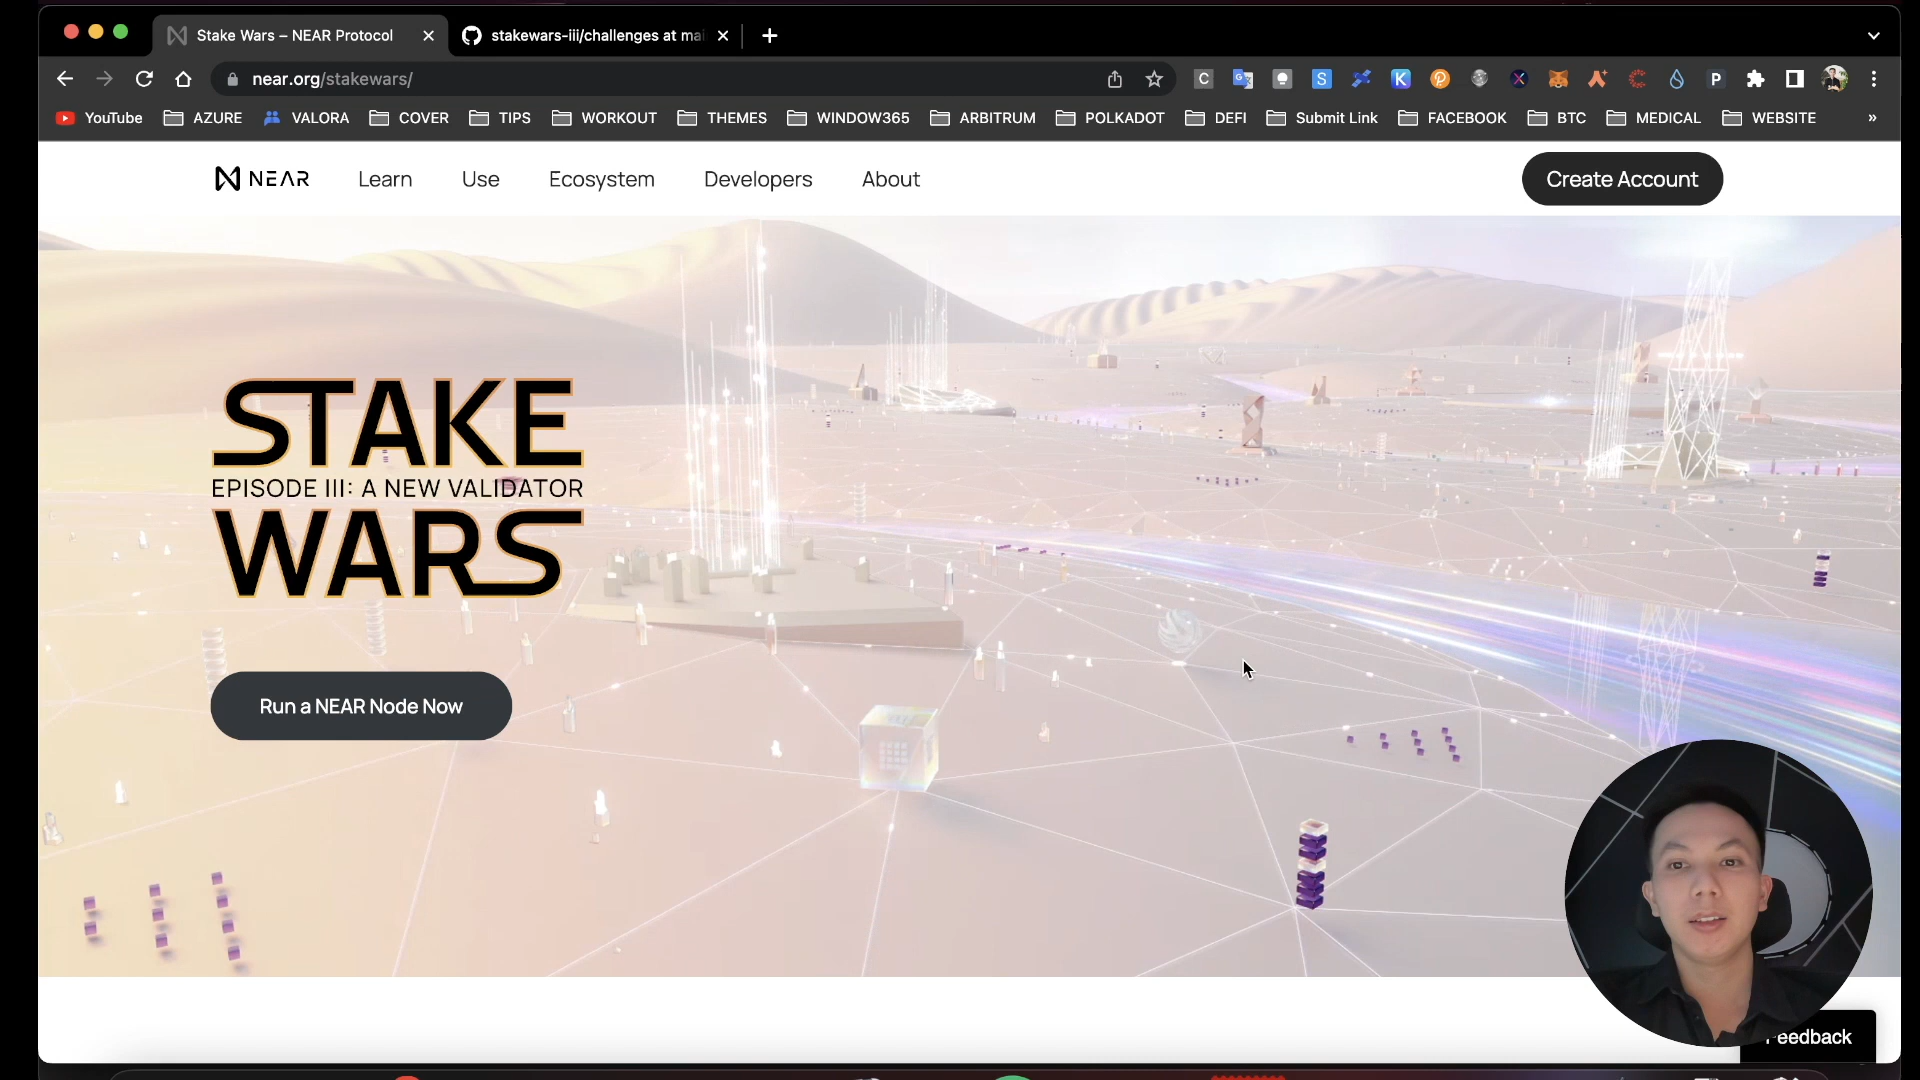 Stake Wars – NEAR Protocol
stakewars-iii/challenges at mai
near.org/stakewars/
YouTube AZURE VALORA COVER TIPS WORKOUT THEMES WINDOW365 ARBITRUM POLKADOT DEFI Submit Link FACEBOOK BTC MEDICAL WEBSITE »
NEAR Learn Use Ecosystem Developers About Create Account
STAKE
EPISODE III: A NEW VALIDATOR
WARS
Run a NEAR Node Now
Feedback